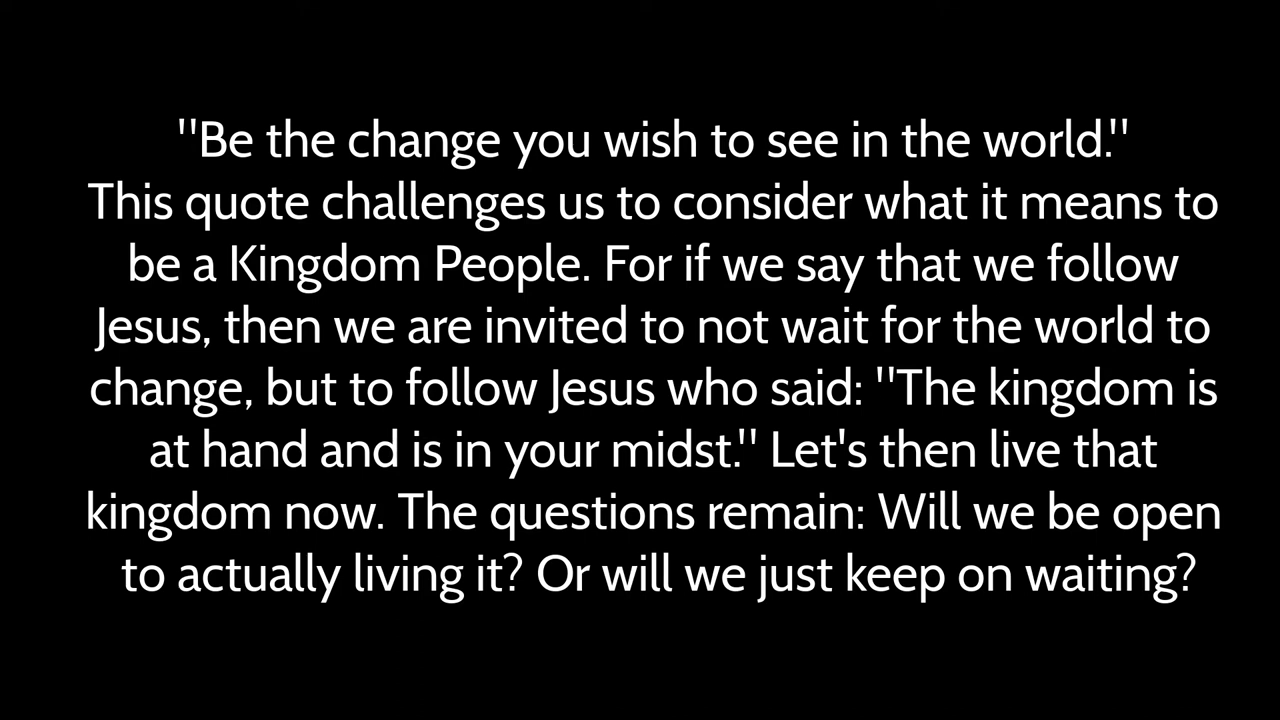 "Be the change you wish to see in the world."
This quote challenges us to consider what it means to
be a Kingdom People. For if we say that we follow
Jesus, then we are invited to not wait for the world to
change, but to follow Jesus who said: "The kingdom is
at hand and is in your midst." Let's then live that
kingdom now. The questions remain: Will we be open
to actually living it? Or will we just keep on waiting?